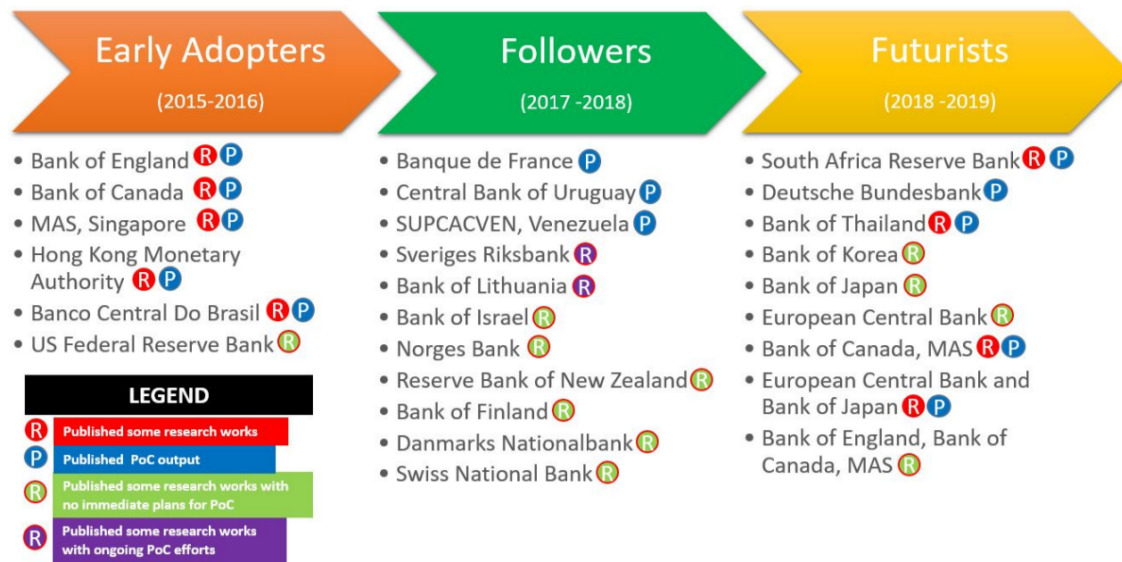 Early Adopters
(2015-2016)
• Bank of England R P
• Bank of Canada R P
• MAS, Singapore R P
• Hong Kong Monetary
Authority R P
• Banco Central Do Brasil R P
• US Federal Reserve Bank R
LEGEND
R Published some research works
P Published PoC output
R Published some research works with
no immediate plans for PoC
R Published some research works
with ongoing PoC efforts
Followers
(2017 -2018)
• Banque de France P
• Central Bank of Uruguay P
• SUPCACVEN, Venezuela P
• Sveriges Riksbank R
• Bank of Lithuania R
• Bank of Israel R
• Norges Bank R
• Reserve Bank of New Zealand R
• Bank of Finland R
• Danmarks Nationalbank R
• Swiss National Bank R
Futurists
(2018 -2019)
• South Africa Reserve Bank R P
• Deutsche Bundesbank P
• Bank of Thailand R P
• Bank of Korea R
• Bank of Japan R
• European Central Bank R
• Bank of Canada, MAS R P
• European Central Bank and
Bank of Japan R P
• Bank of England, Bank of
Canada, MAS R